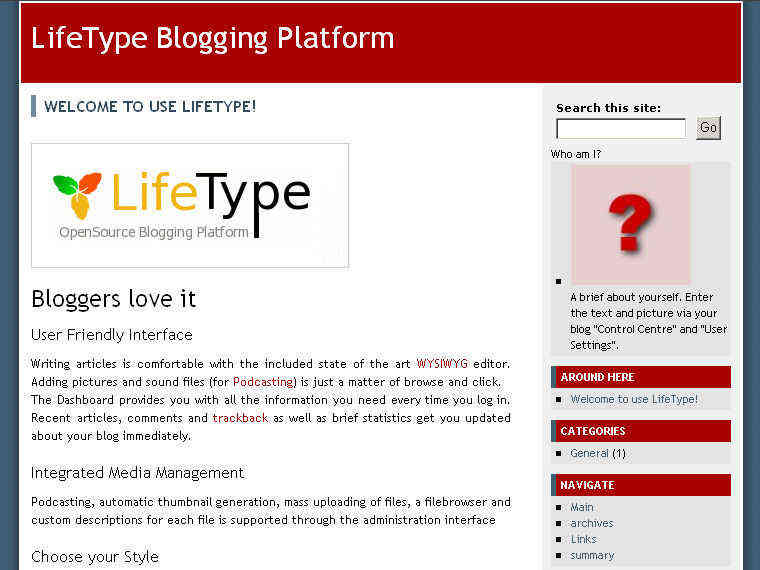 LifeType Blogging Platform
WELCOME TO USE LIFETYPE!
LifeType
OpenSource Blogging Platform
Bloggers love it
User Friendly Interface
Writing articles is comfortable with the included state of the art WYSIWYG editor.
Adding pictures and sound files (for Podcasting) is just a matter of browse and click.
The Dashboard provides you with all the information you need every time you log in.
Recent articles, comments and trackback as well as brief statistics get you updated
about your blog immediately.
Integrated Media Management
Podcasting, automatic thumbnail generation, mass uploading of files, a filebrowser and
custom descriptions for each file is supported through the administration interface
Choose your Style
Search this site:
Go
Who am I?
?
A brief about yourself. Enter
the text and picture via your
blog "Control Centre" and "User
Settings".
AROUND HERE
Welcome to use LifeType!
CATEGORIES
General (1)
NAVIGATE
Main
archives
Links
summary